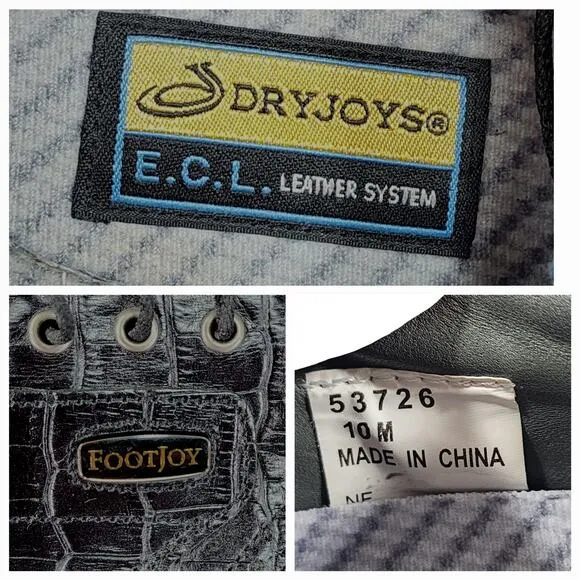 DRYJOYS®
E.C.L. LEATHER SYSTEM
FOOTJOY
53726
10 M
MADE IN CHINA